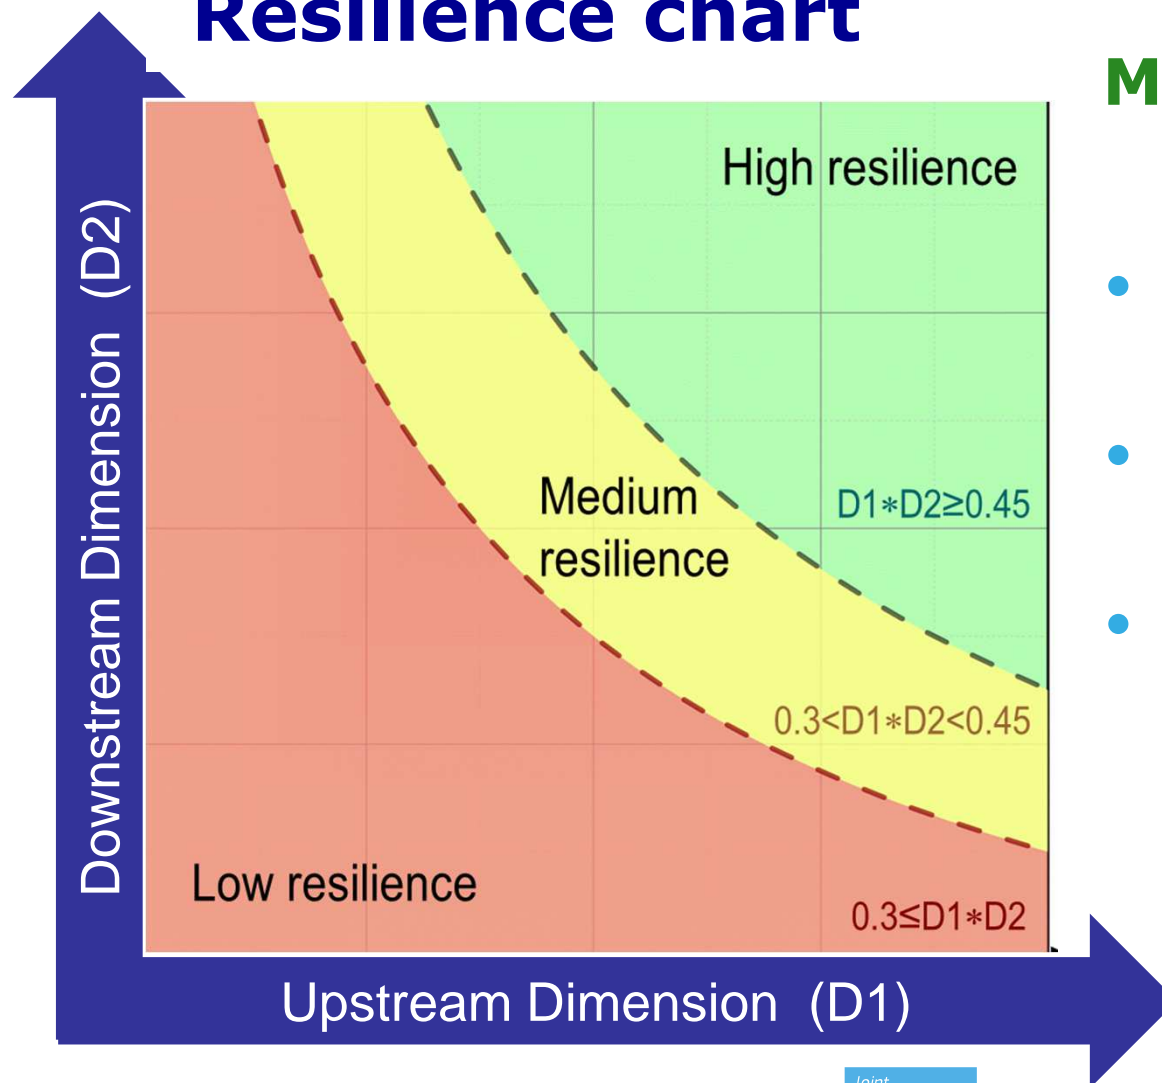 Resilience chart
M
Downstream Dimension (D2)
High resilience
D1*D2≥0.45
Medium
resilience
0.3<D1*D2<0.45
Low resilience
0.3≤D1*D2
Upstream Dimension (D1)
Joint